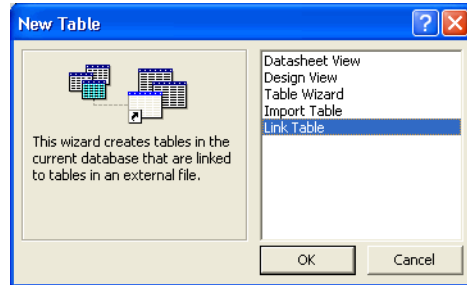 New Table
Datasheet View
Design View
Table Wizard
Import Table
Link Table
This wizard creates tables in the
current database that are linked
to tables in an external file.
OK
Cancel